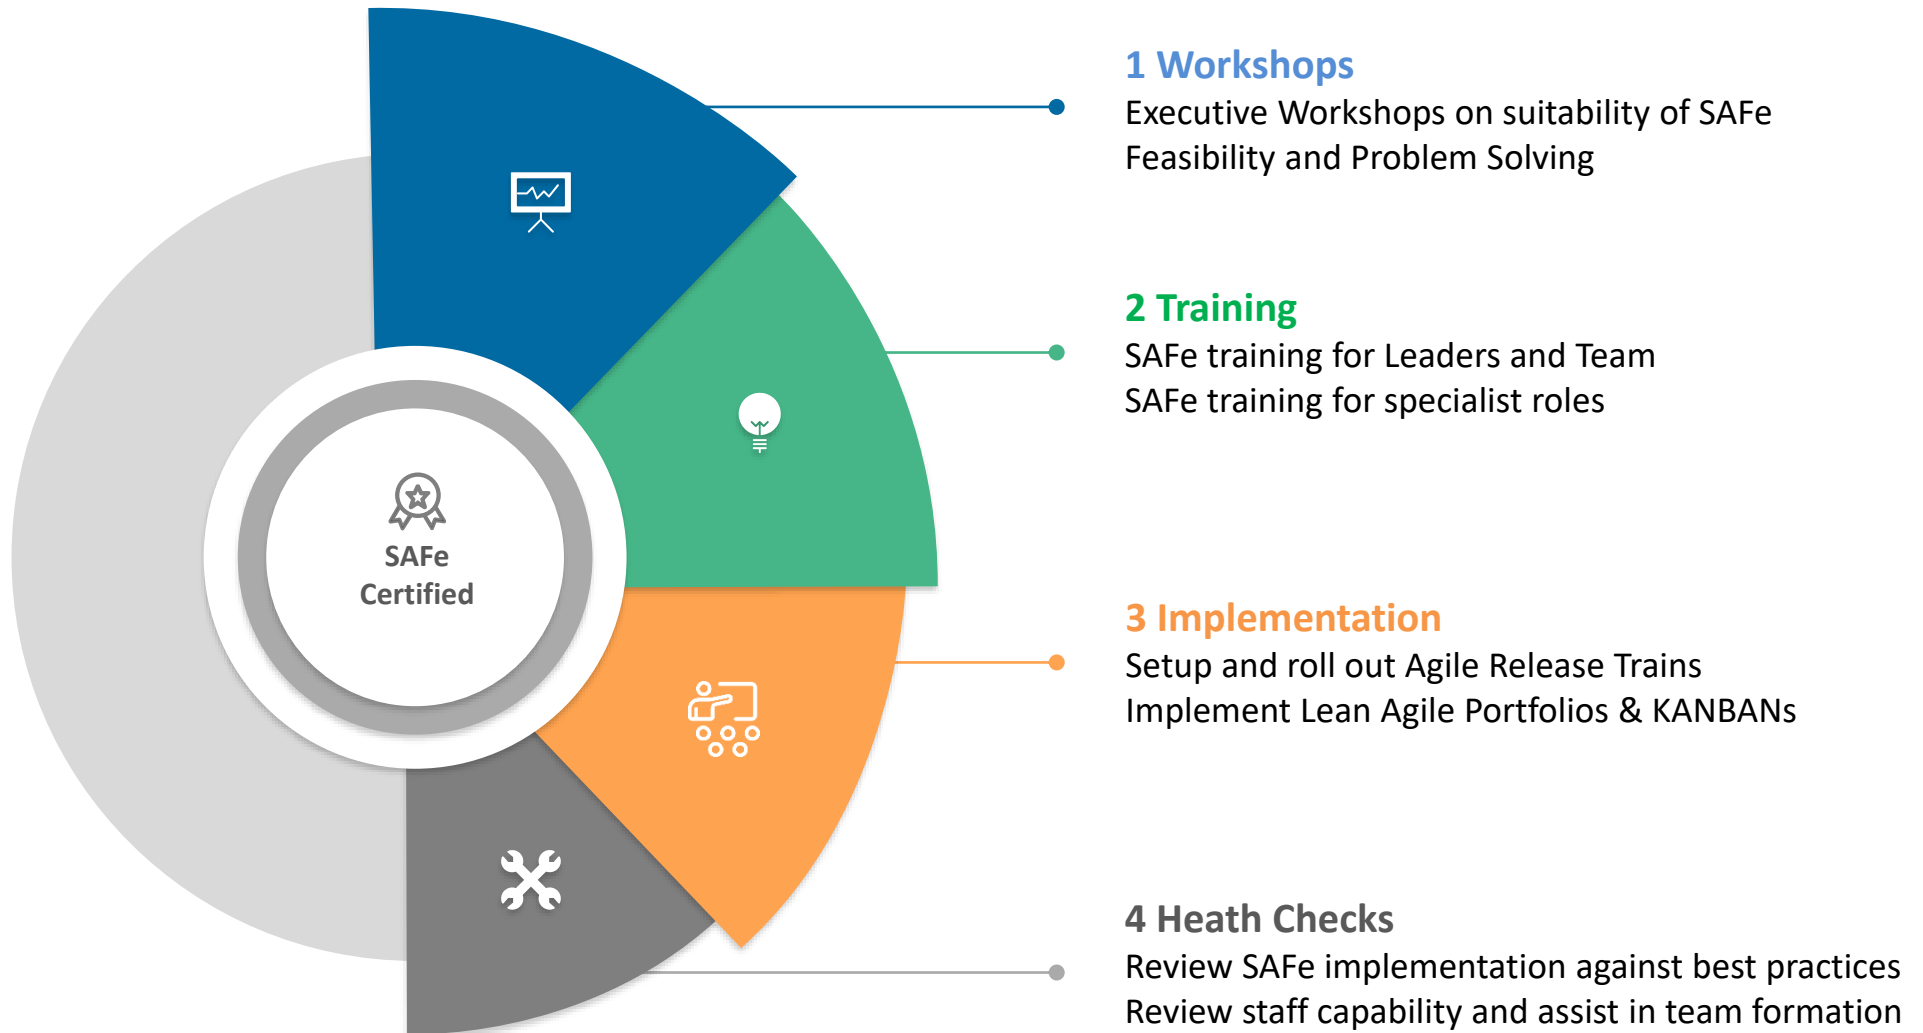 1 Workshops
Executive Workshops on suitability of SAFe
Feasibility and Problem Solving
2 Training
SAFe training for Leaders and Team
SAFe training for specialist roles
SAFe
Certified
3 Implementation
Setup and roll out Agile Release Trains
Implement Lean Agile Portfolios & KANBANs
4 Heath Checks
Review SAFe implementation against best practices
Review staff capability and assist in team formation